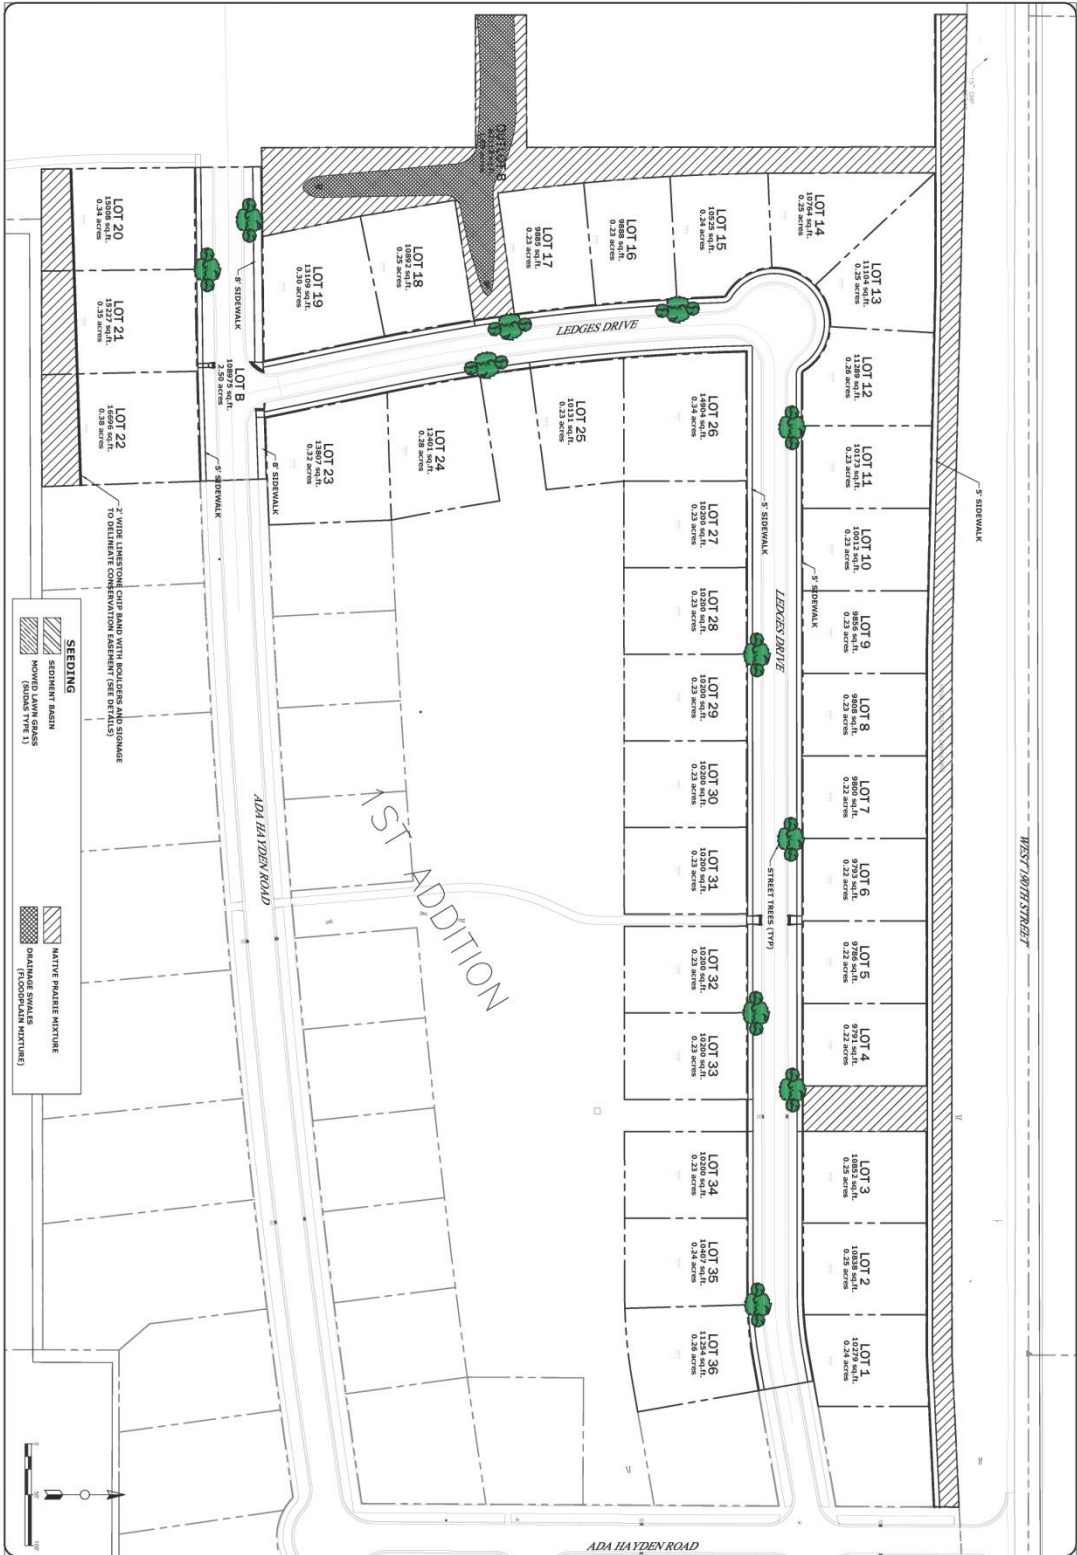 WEST 190TH STREET
15" CMP
5' SIDEWALK
LOT 14
10764 sq.ft.
0.25 acres
LOT 13
11104 sq.ft.
0.25 acres
LOT 12
11289 sq.ft.
0.26 acres
LOT 11
10173 sq.ft.
0.23 acres
LOT 10
10012 sq.ft.
0.23 acres
LOT 9
9856 sq.ft.
0.23 acres
LOT 8
9808 sq.ft.
0.23 acres
LOT 7
9800 sq.ft.
0.22 acres
LOT 6
9793 sq.ft.
0.22 acres
LOT 5
9786 sq.ft.
0.22 acres
LOT 4
9791 sq.ft.
0.22 acres
LOT 3
10852 sq.ft.
0.25 acres
LOT 2
10838 sq.ft.
0.25 acres
LOT 1
10279 sq.ft.
0.24 acres
5' SIDEWALK
LEDGES DRIVE
STREET TREES (TYP)
5' SIDEWALK
LOT 15
10525 sq.ft.
0.24 acres
LOT 16
9888 sq.ft.
0.23 acres
LOT 17
9885 sq.ft.
0.23 acres
OUTLOT B
LEDGES DRIVE
LOT 26
14904 sq.ft.
0.34 acres
LOT 27
10200 sq.ft.
0.23 acres
LOT 28
10200 sq.ft.
0.23 acres
LOT 29
10200 sq.ft.
0.23 acres
LOT 30
10200 sq.ft.
0.23 acres
LOT 31
10200 sq.ft.
0.23 acres
LOT 32
10200 sq.ft.
0.23 acres
LOT 33
10200 sq.ft.
0.23 acres
LOT 34
10200 sq.ft.
0.23 acres
LOT 35
10407 sq.ft.
0.24 acres
LOT 36
11254 sq.ft.
0.26 acres
LOT 25
10131 sq.ft.
0.23 acres
LOT 18
10892 sq.ft.
0.25 acres
LOT 24
12401 sq.ft.
0.28 acres
LOT 19
13109 sq.ft.
0.30 acres
LOT 23
13807 sq.ft.
0.32 acres
1ST ADDITION
8' SIDEWALK
8' SIDEWALK
LOT B
108975 sq.ft.
2.50 acres
5' SIDEWALK
ADA HAYDEN ROAD
ADA HAYDEN ROAD
LOT 20
15008 sq.ft.
0.34 acres
LOT 21
15227 sq.ft.
0.35 acres
LOT 22
16696 sq.ft.
0.38 acres
2' WIDE LIMESTONE CHIP BAND WITH BOULDERS AND SIGNAGE
TO DELINEATE CONSERVATION EASEMENT (SEE DETAILS)
SEEDING
SEDIMENT BASIN
MOWED LAWN GRASS
(SUDAS TYPE 1)
NATIVE PRAIRIE MIXTURE
DRAINAGE SWALES
(FLOODPLAIN MIXTURE)
0
50'
100'